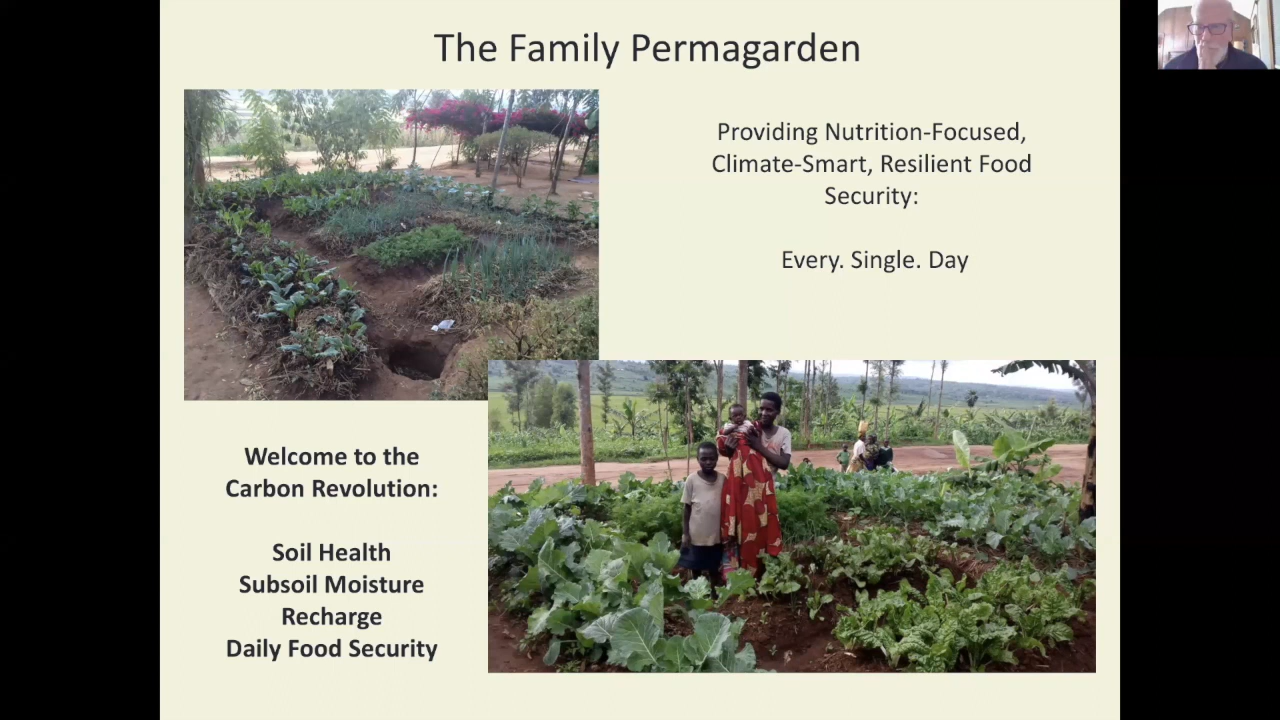 The Family Permagarden
Providing Nutrition-Focused,
Climate-Smart, Resilient Food
Security:
Every. Single. Day
Welcome to the
Carbon Revolution:
Soil Health
Subsoil Moisture
Recharge
Daily Food Security